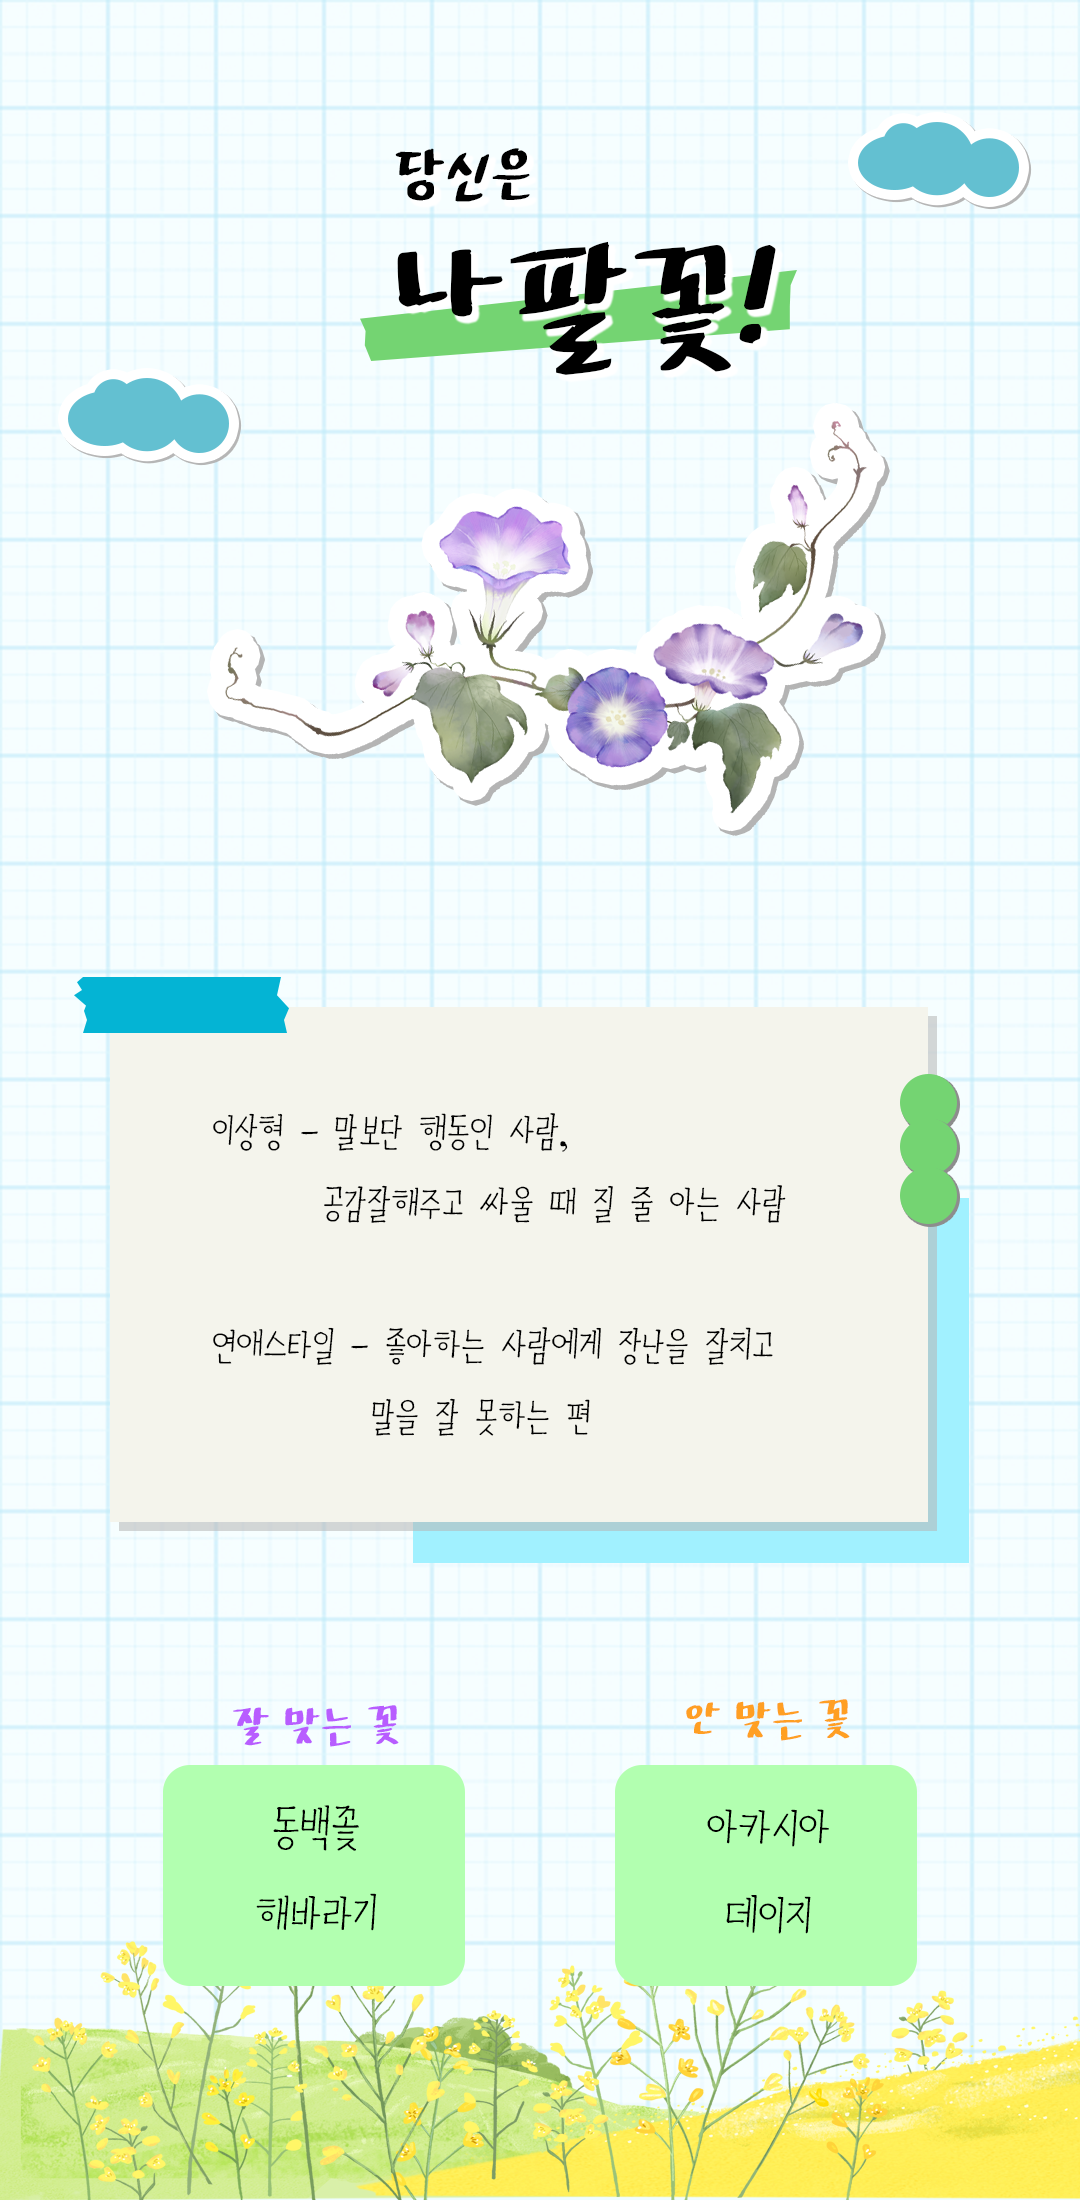 당신은
나팔꽃!
이상형 - 말보단 행동인 사람,
공감잘해주고 싸울 때 질 줄 아는 사람
연애스타일 - 좋아하는 사람에게 장난을 잘치고
말을 잘 못하는 편
잘 맞는 꽃
안 맞는 꽃
동백꽃
해바라기
아카시아
데이지